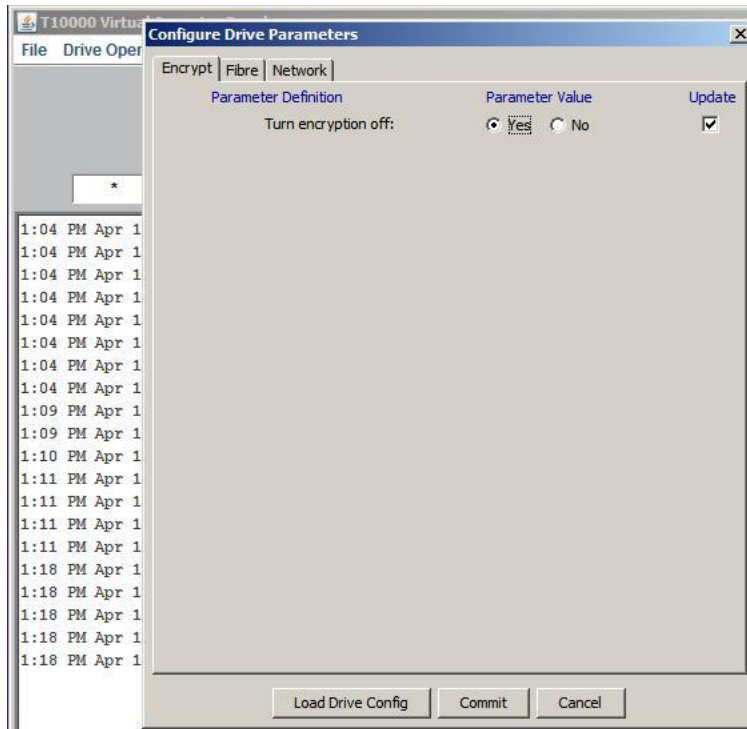 T10000 Virtua
Configure Drive Parameters
File Drive Oper
Encrypt Fibre Network
Parameter Definition Parameter Value Update
Turn encryption off: Yes No
*
1:04 PM Apr 1
1:04 PM Apr 1
1:04 PM Apr 1
1:04 PM Apr 1
1:04 PM Apr 1
1:04 PM Apr 1
1:04 PM Apr 1
1:04 PM Apr 1
1:09 PM Apr 1
1:09 PM Apr 1
1:10 PM Apr 1
1:11 PM Apr 1
1:11 PM Apr 1
1:11 PM Apr 1
1:11 PM Apr 1
1:18 PM Apr 1
1:18 PM Apr 1
1:18 PM Apr 1
1:18 PM Apr 1
1:18 PM Apr 1
Load Drive Config Commit Cancel